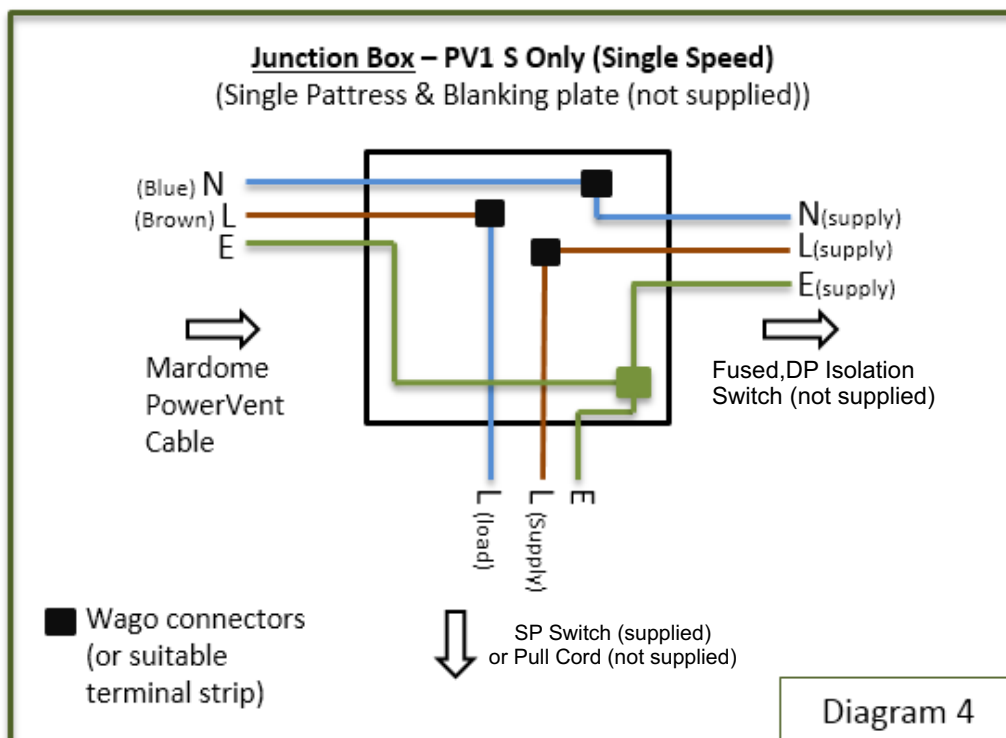 Junction Box – PV1 S Only (Single Speed)
(Single Pattress & Blanking plate (not supplied))
(Blue) N
(Brown) L
E
N(supply)
L(supply)
E(supply)
Mardome
PowerVent
Cable
Fused,DP Isolation
Switch (not supplied)
L (load)
L (Supply)
E
Wago connectors
(or suitable
terminal strip)
SP Switch (supplied)
or Pull Cord (not supplied)
Diagram 4